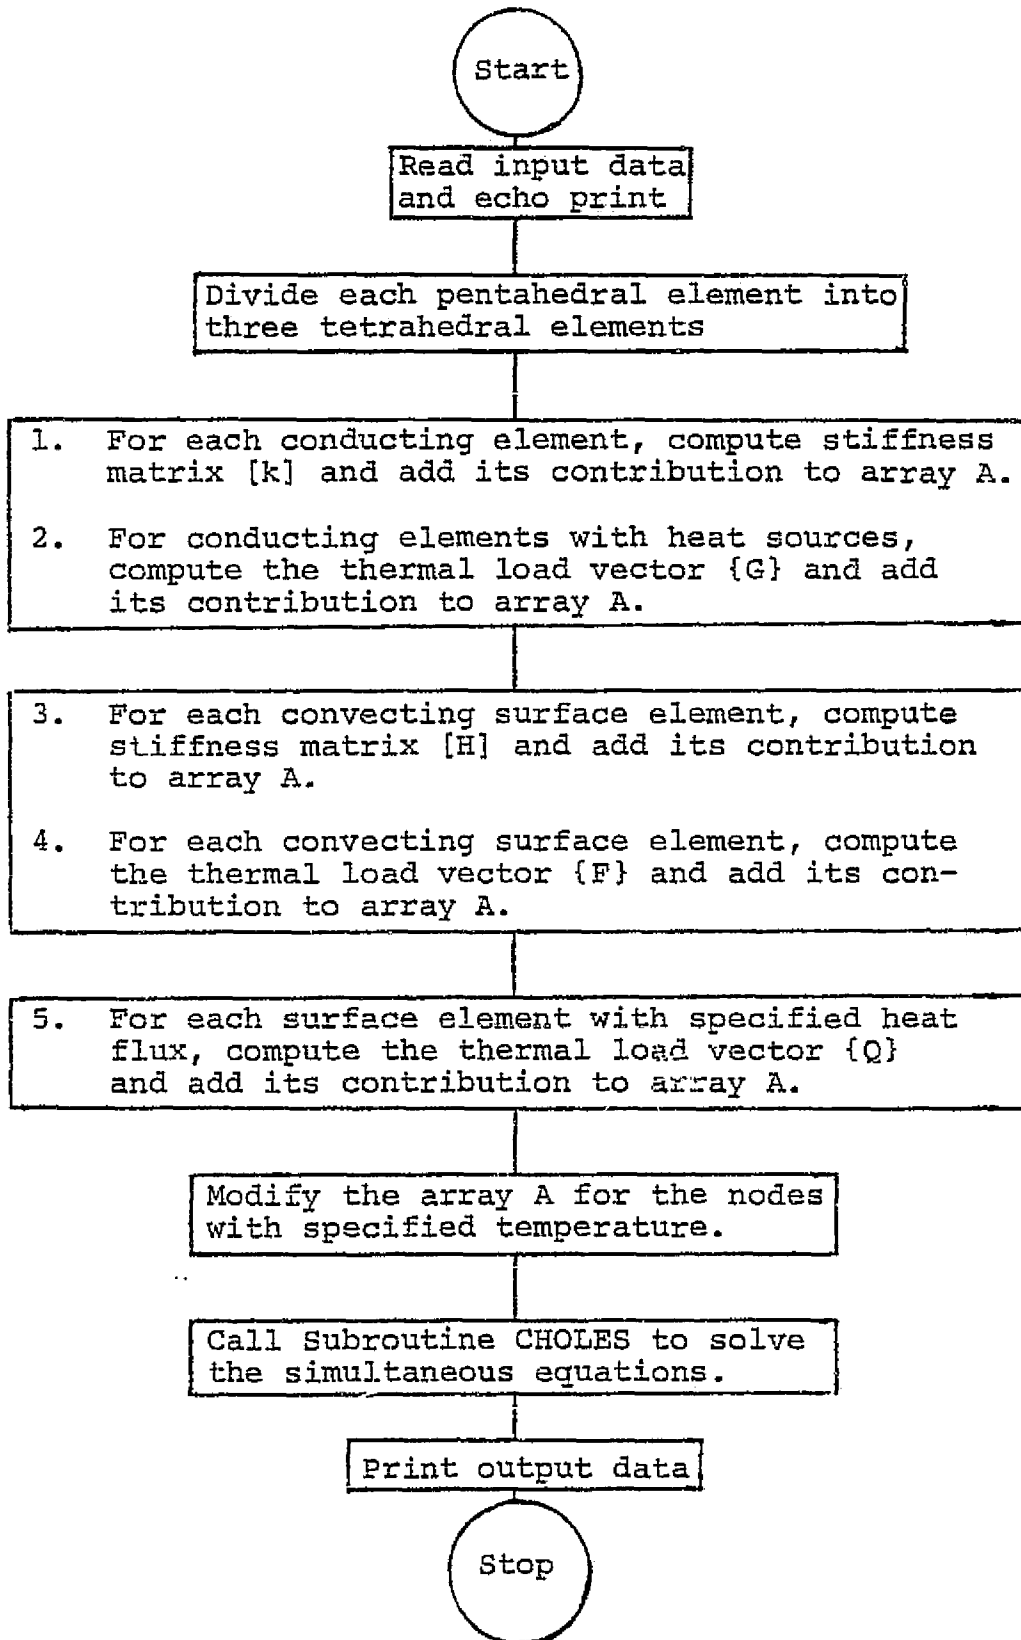 Start
Read input data
and echo print
Divide each pentahedral element into
three tetrahedral elements
1. For each conducting element, compute stiffness
matrix [k] and add its contribution to array A.
2. For conducting elements with heat sources,
compute the thermal load vector {G} and add
its contribution to array A.
3. For each convecting surface element, compute
stiffness matrix [H] and add its contribution
to array A.
4. For each convecting surface element, compute
the thermal load vector {F} and add its con-
tribution to array A.
5. For each surface element with specified heat
flux, compute the thermal load vector {Q}
and add its contribution to array A.
Modify the array A for the nodes
with specified temperature.
Call Subroutine CHOLES to solve
the simultaneous equations.
Print output data
Stop